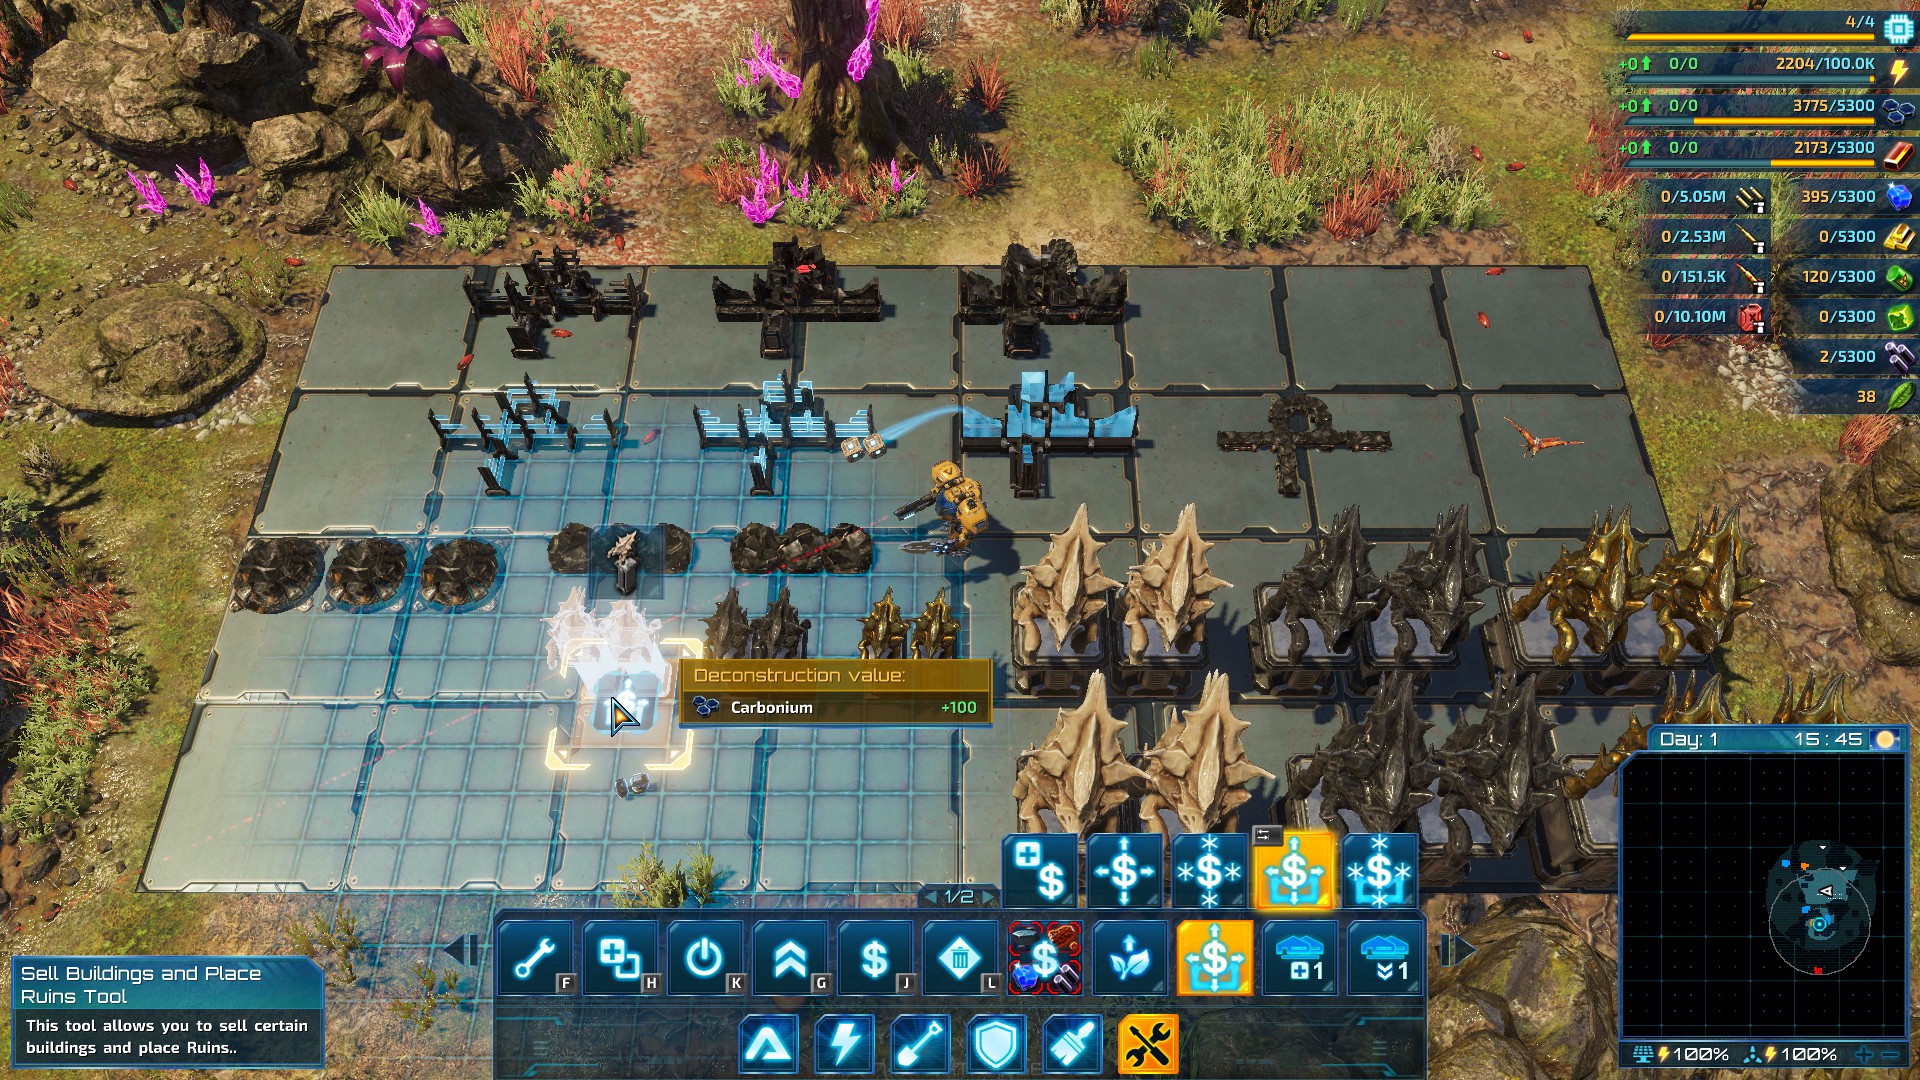 4/4
+0 0/0 2204/100.0K
+0 0/0 3775/5300
+0 0/0 2173/5300
0/5.05M 395/5300
0/2.53M 0/5300
0/151.5K 120/5300
0/10.10M 0/5300
2/5300
38
Deconstruction value:
Carbonium +100
Day: 1 15:45
1/2
F H K G J L 1 1
Sell Buildings and Place
Ruins Tool
This tool allows you to sell certain
buildings and place Ruins..
100% 100%